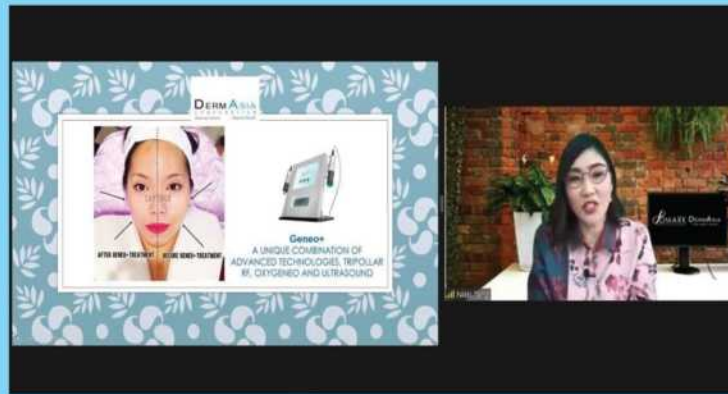 DERMASIA
CORPORATION
AFTER GENEO+ TREATMENT
BEFORE GENEO+ TREATMENT
Geneo+
A UNIQUE COMBINATION OF
ADVANCED TECHNOLOGIES, TRIPOLLAR
RF, OXYGENEO AND ULTRASOUND
DERMASIA